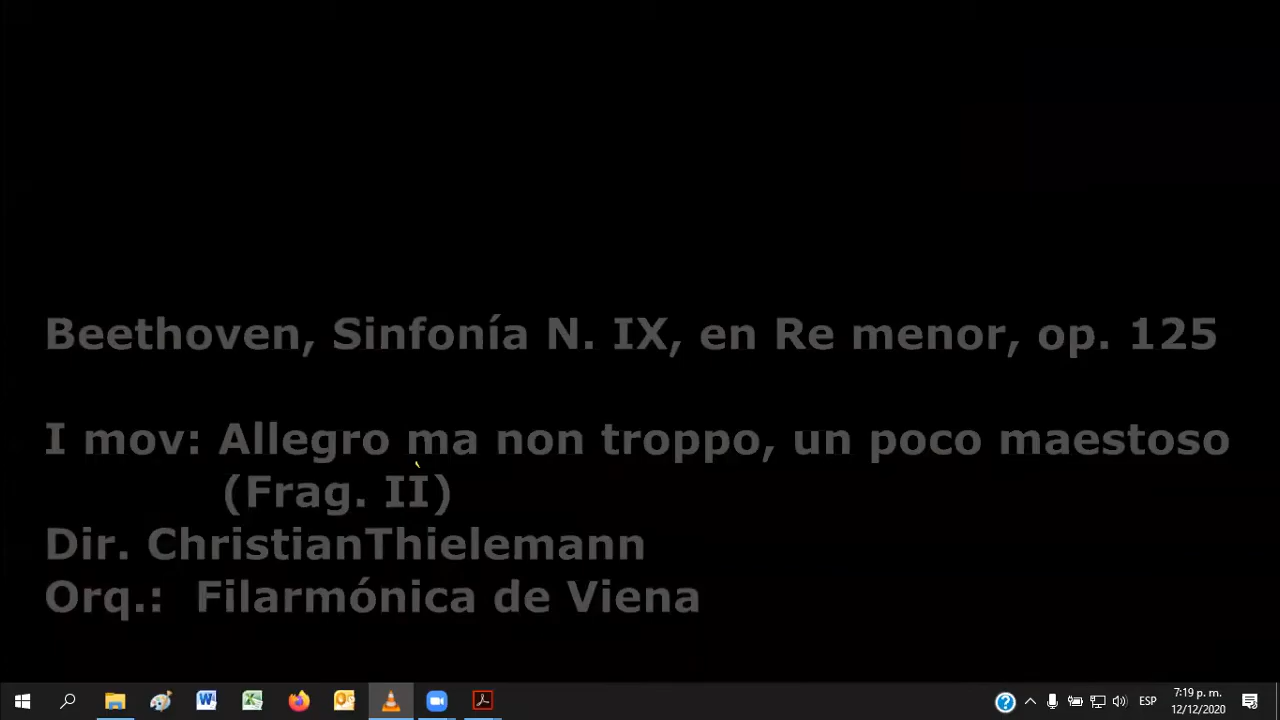 Beethoven, Sinfonía N. IX, en Re menor, op. 125
I mov: Allegro ma non troppo, un poco maestoso
(Frag. II)
Dir. ChristianThielemann
Orq.: Filarmónica de Viena
ESP
7:19 p. m.
12/12/2020